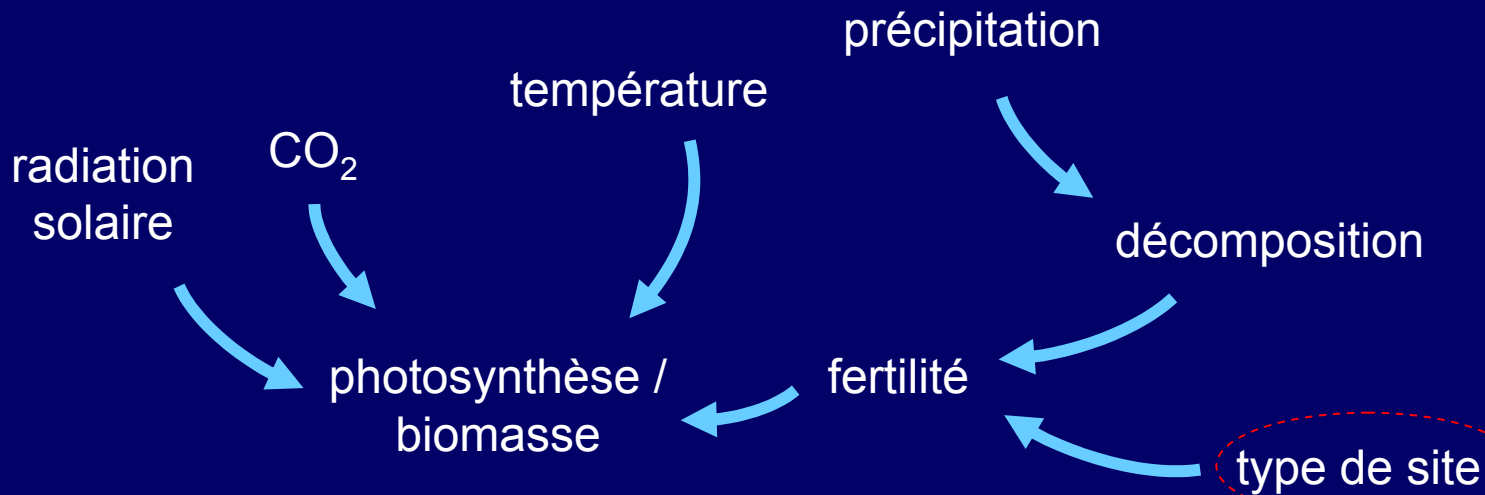 précipitation
température
CO₂
radiation
solaire
décomposition
photosynthèse /
biomasse
fertilité
type de site